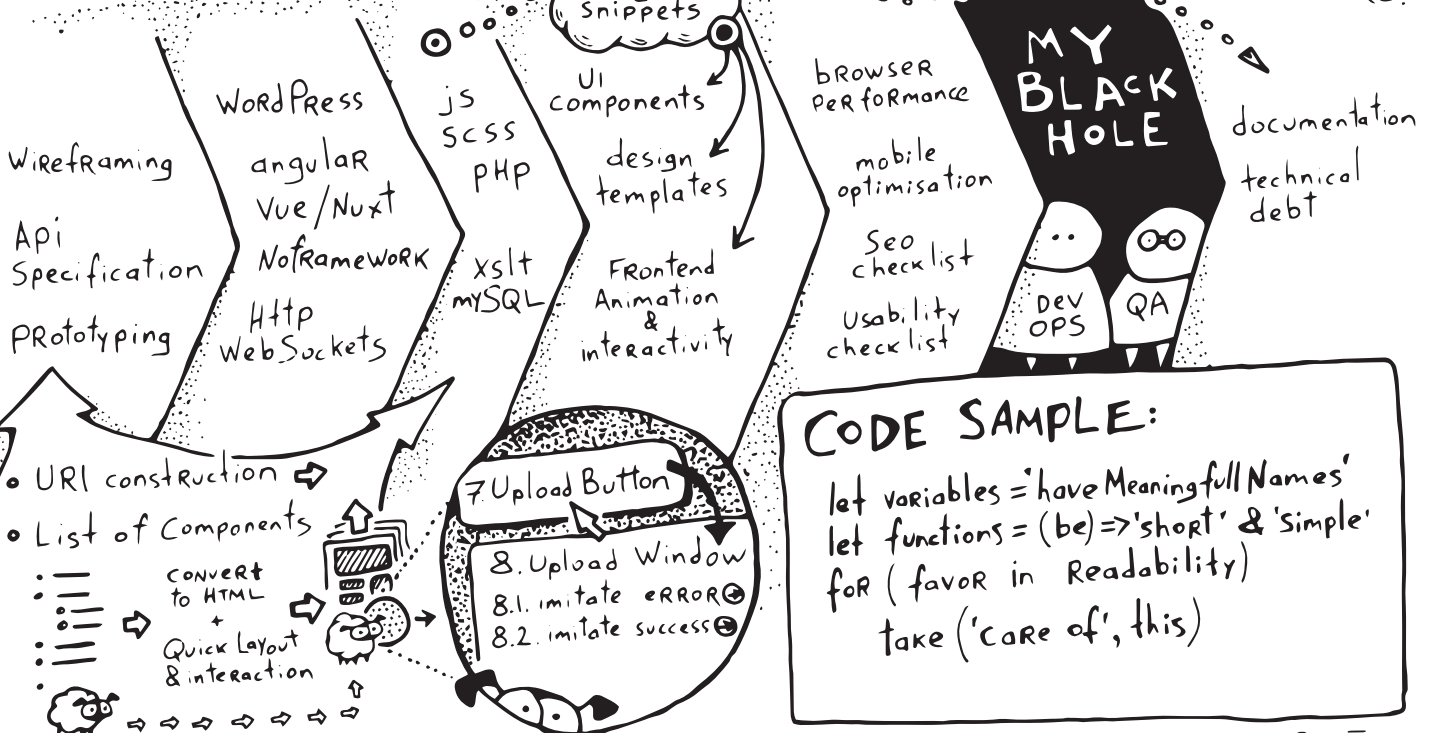 Snippets
Wireframing
Api
Specification
Prototyping
WordPress
angular
Vue/Nuxt
Noframework
Http
WebSockets
js
scss
PHP
xslt
mySQL
UI
components
design
templates
Frontend
Animation
&
interactivity
browser
performance
mobile
optimisation
Seo
checklist
Usability
checklist
MY
BLACK
HOLE
Dev
OPS
QA
documentation
technical
debt
URI construction
List of Components
convert
to HTML
+
Quick Layout
& interaction
7 Upload Button
8. Upload Window
8.1. imitate error
8.2. imitate success
CODE SAMPLE:
let variables = 'have Meaningfull Names'
let functions = (be) => 'short' & 'simple'
for (favor in Readability)
take ('care of', this)